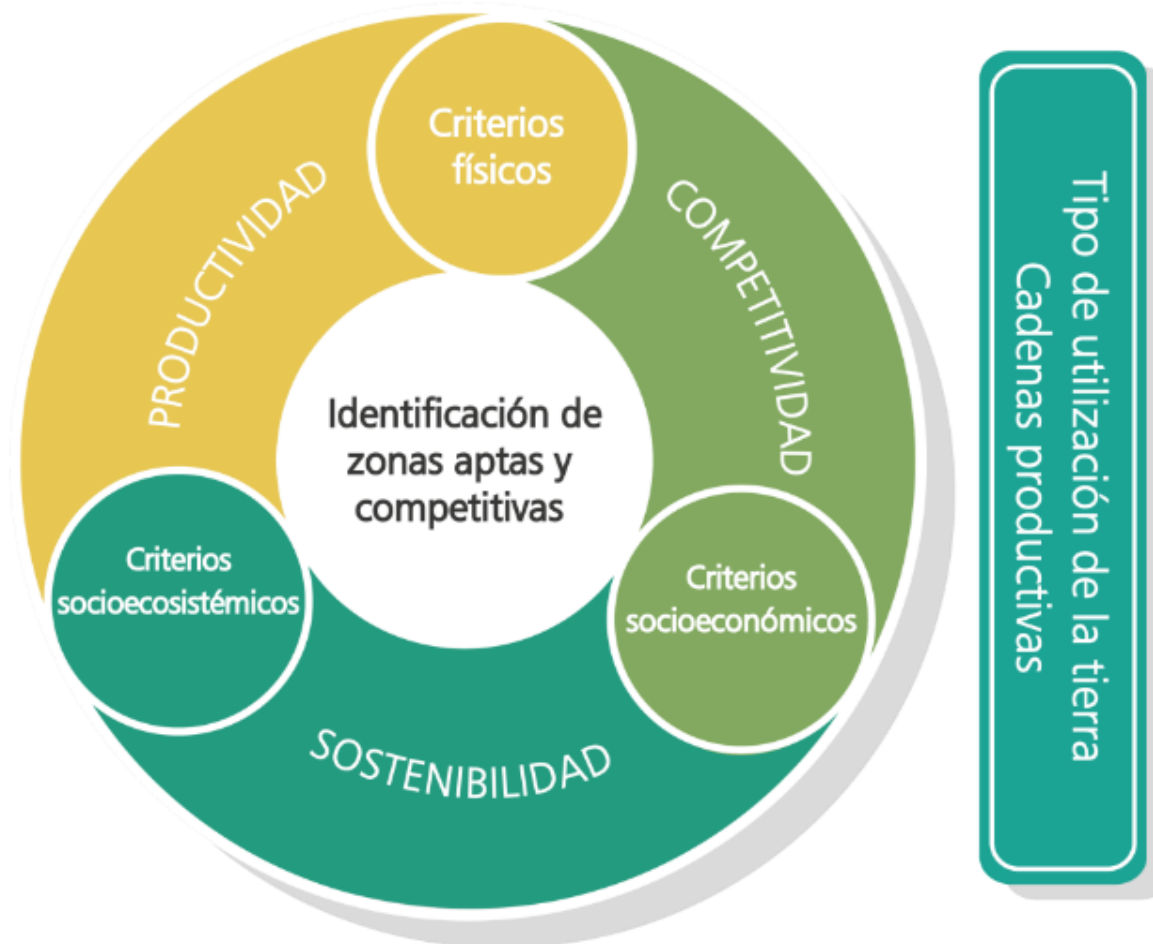 Criterios
físicos
PRODUCTIVIDAD
COMPETITIVIDAD
Identificación de
zonas aptas y
competitivas
Criterios
socioecosistémicos
Criterios
socioeconómicos
SOSTENIBILIDAD
Tipo de utilización de la tierra
Cadenas productivas